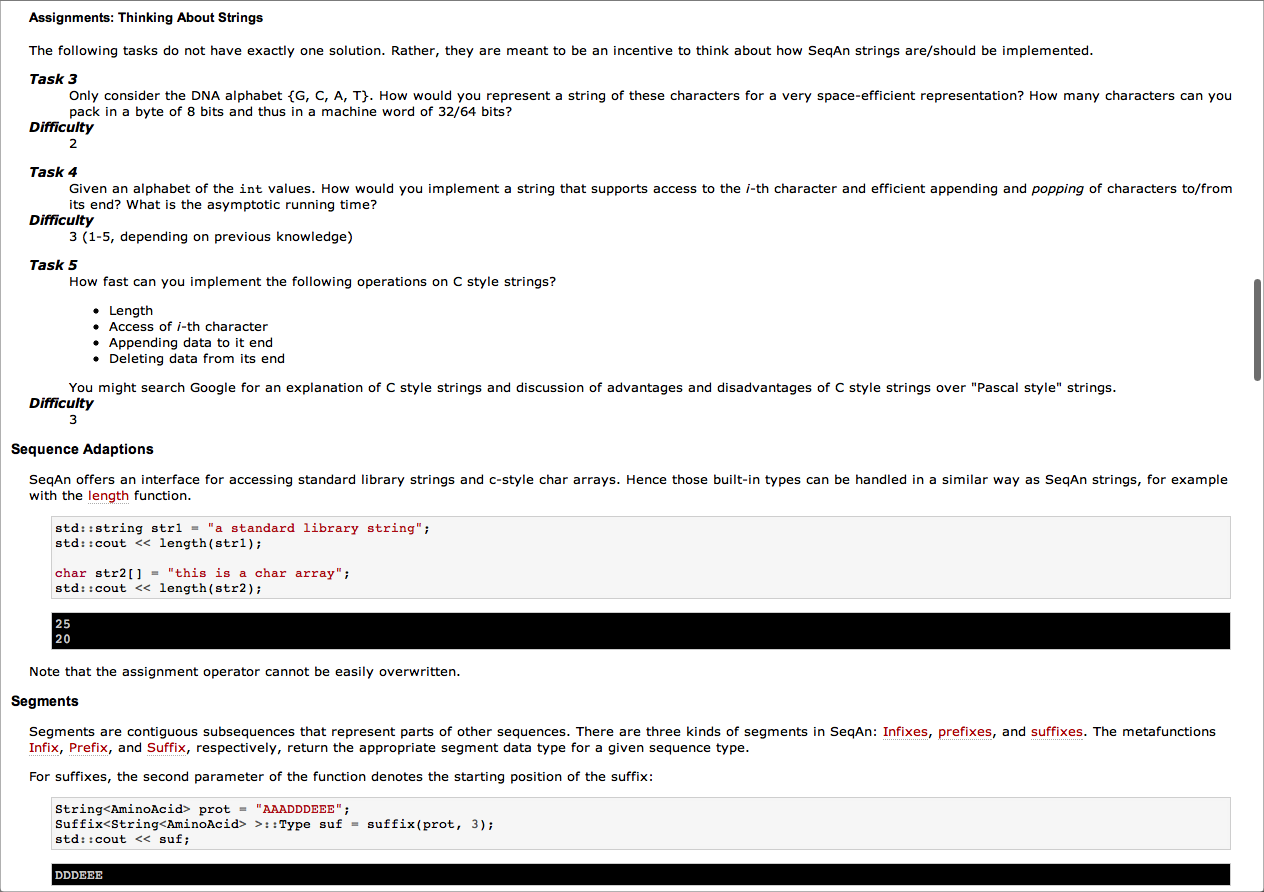 Assignments: Thinking About Strings
The following tasks do not have exactly one solution. Rather, they are meant to be an incentive to think about how SeqAn strings are/should be implemented.
Task 3
Only consider the DNA alphabet {G, C, A, T}. How would you represent a string of these characters for a very space-efficient representation? How many characters can you
pack in a byte of 8 bits and thus in a machine word of 32/64 bits?
Difficulty
2
Task 4
Given an alphabet of the int values. How would you implement a string that supports access to the i-th character and efficient appending and popping of characters to/from
its end? What is the asymptotic running time?
Difficulty
3 (1-5, depending on previous knowledge)
Task 5
How fast can you implement the following operations on C style strings?
• Length
• Access of i-th character
• Appending data to it end
• Deleting data from its end
You might search Google for an explanation of C style strings and discussion of advantages and disadvantages of C style strings over "Pascal style" strings.
Difficulty
3
Sequence Adaptions
SeqAn offers an interface for accessing standard library strings and c-style char arrays. Hence those built-in types can be handled in a similar way as SeqAn strings, for example
with the length function.
std::string str1 = "a standard library string";
std::cout << length(str1);
char str2[] = "this is a char array";
std::cout << length(str2);
25
20
Note that the assignment operator cannot be easily overwritten.
Segments
Segments are contiguous subsequences that represent parts of other sequences. There are three kinds of segments in SeqAn: Infixes, prefixes, and suffixes. The metafunctions
Infix, Prefix, and Suffix, respectively, return the appropriate segment data type for a given sequence type.
For suffixes, the second parameter of the function denotes the starting position of the suffix:
String<AminoAcid> prot = "AAADDDEEE";
Suffix<String<AminoAcid> >::Type suf = suffix(prot, 3);
std::cout << suf;
DDDEEE